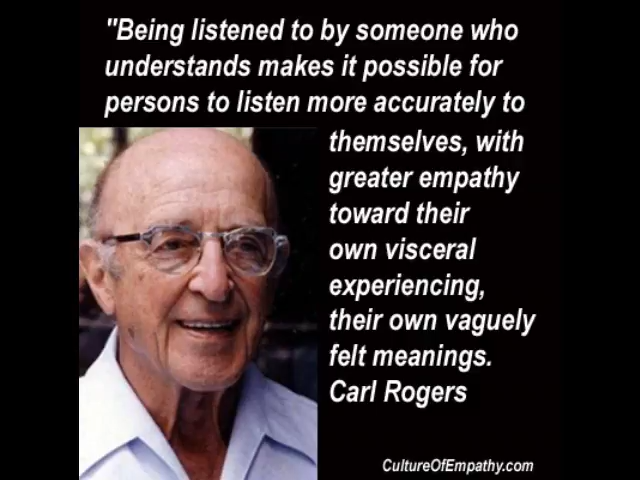 "Being listened to by someone who
understands makes it possible for
persons to listen more accurately to
themselves, with
greater empathy
toward their
own visceral
experiencing,
their own vaguely
felt meanings.
Carl Rogers
CultureOfEmpathy.com